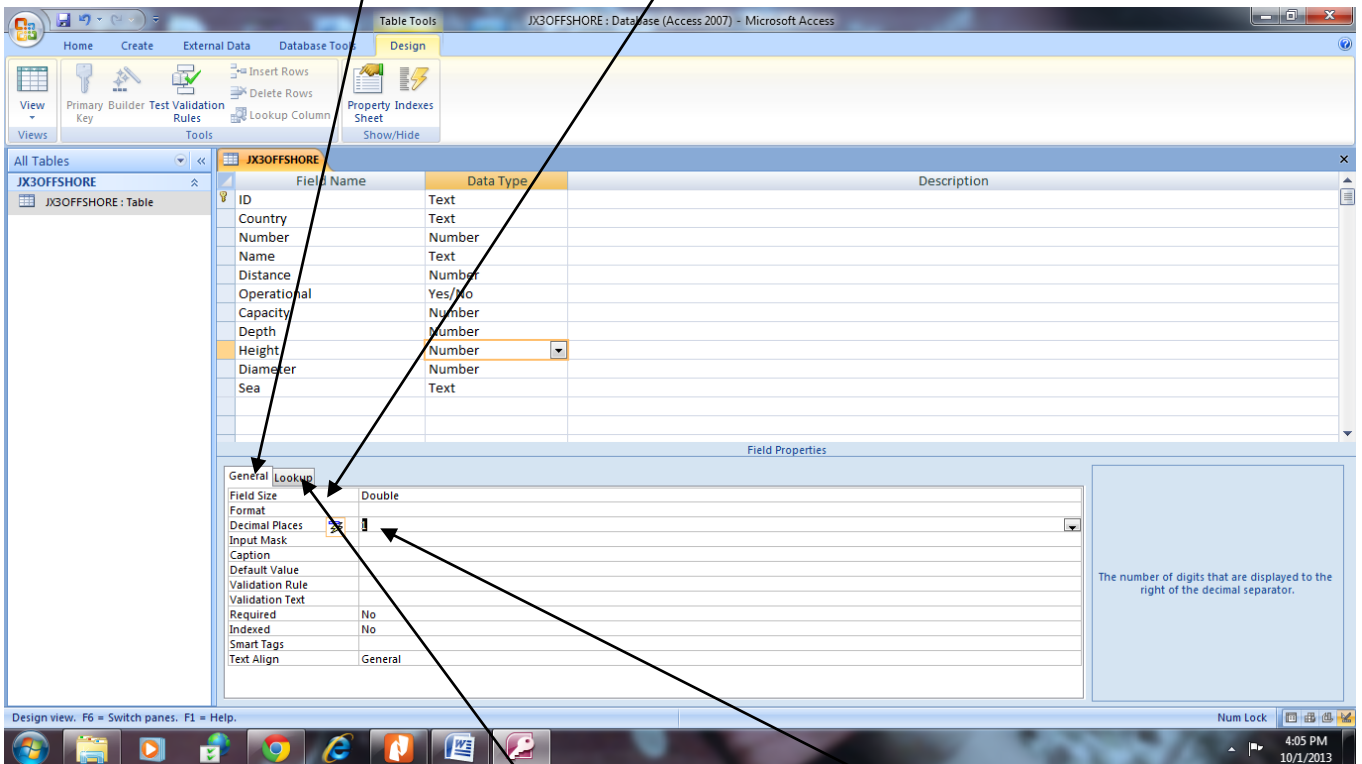 Table Tools JX3OFFSHORE : Database (Access 2007) - Microsoft Access
Home Create External Data Database Tools Design
View Primary Key Builder Test Validation Rules Insert Rows Delete Rows Lookup Column Property Sheet Indexes
Views Tools Show/Hide
All Tables JX3OFFSHORE
JX3OFFSHORE
JX3OFFSHORE : Table
Field Name Data Type Description
ID Text
Country Text
Number Number
Name Text
Distance Number
Operational Yes/No
Capacity Number
Depth Number
Height Number
Diameter Number
Sea Text
Field Properties
General Lookup
Field Size Double
Format
Decimal Places 1
Input Mask
Caption
Default Value
Validation Rule
Validation Text
Required No
Indexed No
Smart Tags
Text Align General
The number of digits that are displayed to the
right of the decimal separator.
Design view. F6 = Switch panes. F1 = Help. Num Lock
4:05 PM
10/1/2013